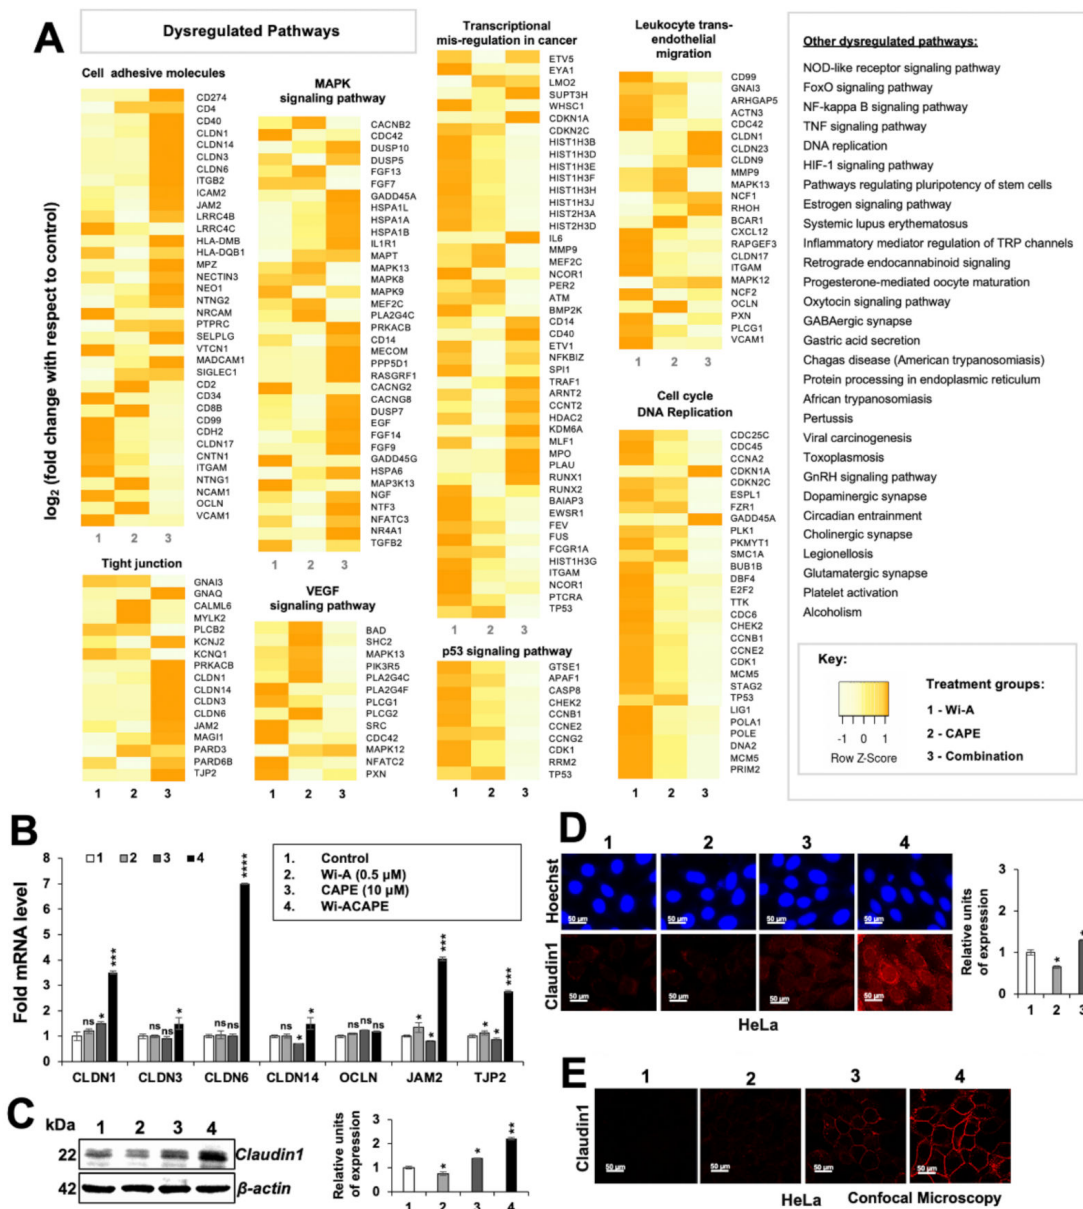 A
Dysregulated Pathways
log₂ (fold change with respect to control)
Cell adhesive molecules
CD274
CD4
CD40
CLDN1
CLDN14
CLDN3
CLDN6
ITGB2
ICAM2
JAM2
LRRC4B
LRRC4C
HLA-DMB
HLA-DQB1
MPZ
NECTIN3
NEO1
NTNG2
NRCAM
PTPRC
SELPLG
VTCN1
MADCAM1
SIGLEC1
CD2
CD34
CD8B
CD99
CDH2
CLDN17
CNTN1
ITGAM
NTNG1
NCAM1
OCLN
VCAM1
1 2 3
Tight junction
GNAI3
GNAQ
CALML6
MYLK2
PLCB2
KCNJ2
KCNQ1
PRKACB
CLDN1
CLDN14
CLDN3
CLDN6
JAM2
MAGI1
PARD3
PARD6B
TJP2
1 2 3
MAPK
signaling pathway
CACNB2
CDC42
DUSP10
DUSP5
FGF13
FGF7
GADD45A
HSPA1L
HSPA1A
HSPA1B
IL1R1
MAPT
MAPK13
MAPK8
MAPK9
MEF2C
PLA2G4C
PRKACB
CD14
MECOM
PPP5D1
RASGRF1
CACNG2
CACNG8
DUSP7
EGF
FGF14
FGF9
GADD45G
HSPA6
MAP3K13
NGF
NTF3
NFATC3
NR4A1
TGFB2
1 2 3
VEGF
signaling pathway
BAD
SHC2
MAPK13
PIK3R5
PLA2G4C
PLA2G4F
PLCG1
PLCG2
SRC
CDC42
MAPK12
NFATC2
PXN
1 2 3
Transcriptional
mis-regulation in cancer
ETV5
EYA1
LMO2
SUPT3H
WHSC1
CDKN1A
CDKN2C
HIST1H3B
HIST1H3D
HIST1H3E
HIST1H3F
HIST1H3H
HIST1H3J
HIST2H3A
HIST2H3D
IL6
MMP9
MEF2C
NCOR1
PER2
ATM
BMP2K
CD14
CD40
ETV1
NFKBIZ
SPI1
TRAF1
ARNT2
CCNT2
HDAC2
KDM6A
MLF1
MPO
PLAU
RUNX1
RUNX2
BAIAP3
EWSR1
FEV
FUS
FCGR1A
HIST1H3G
ITGAM
NCOR1
PTCRA
TP53
1 2 3
p53 signaling pathway
GTSE1
APAF1
CASP8
CHEK2
CCNB1
CCNE2
CCNG2
CDK1
RRM2
TP53
1 2 3
Leukocyte trans-
endothelial
migration
CD99
GNAI3
ARHGAP5
ACTN3
CDC42
CLDN1
CLDN23
CLDN9
MMP9
MAPK13
NCF1
RHOH
BCAR1
CXCL12
RAPGEF3
CLDN17
ITGAM
MAPK12
NCF2
OCLN
PXN
PLCG1
VCAM1
1 2 3
Cell cycle
DNA Replication
CDC25C
CDC45
CCNA2
CDKN1A
CDKN2C
ESPL1
FZR1
GADD45A
PLK1
PKMYT1
SMC1A
BUB1B
DBF4
E2F2
TTK
CDC6
CHEK2
CCNB1
CCNE2
CDK1
MCM5
STAG2
TP53
LIG1
POLA1
POLE
DNA2
MCM5
PRIM2
1 2 3
Other dysregulated pathways:
NOD-like receptor signaling pathway
FoxO signaling pathway
NF-kappa B signaling pathway
TNF signaling pathway
DNA replication
HIF-1 signaling pathway
Pathways regulating pluripotency of stem cells
Estrogen signaling pathway
Systemic lupus erythematosus
Inflammatory mediator regulation of TRP channels
Retrograde endocannabinoid signaling
Progesterone-mediated oocyte maturation
Oxytocin signaling pathway
GABAergic synapse
Gastric acid secretion
Chagas disease (American trypanosomiasis)
Protein processing in endoplasmic reticulum
African trypanosomiasis
Pertussis
Viral carcinogenesis
Toxoplasmosis
GnRH signaling pathway
Dopaminergic synapse
Circadian entrainment
Cholinergic synapse
Legionellosis
Glutamatergic synapse
Platelet activation
Alcoholism
Key:
-1 0 1
Row Z-Score
Treatment groups:
1 - Wi-A
2 - CAPE
3 - Combination
B
Fold mRNA level
8
7
6
5
4
3
2
1
0
1 2 3 4
1. Control
2. Wi-A (0.5 µM)
3. CAPE (10 µM)
4. Wi-ACAPE
ns * ***
ns ns *
ns ns ****
ns * *
ns ns ns
* * ***
* * ***
CLDN1 CLDN3 CLDN6 CLDN14 OCLN JAM2 TJP2
C
kDa 1 2 3 4
22 Claudin1
42 β-actin
Relative units
of expression
3
2
1
0
* * **
1 2 3 4
D
1 2 3 4
Hoechst
50 µm 50 µm 50 µm 50 µm
Claudin1
50 µm 50 µm 50 µm 50 µm
HeLa
Relative units
of expression
3
2
1
0
* *
1 2 3
E
1 2 3 4
Claudin1
50 µm 50 µm 50 µm 50 µm
HeLa Confocal Microscopy